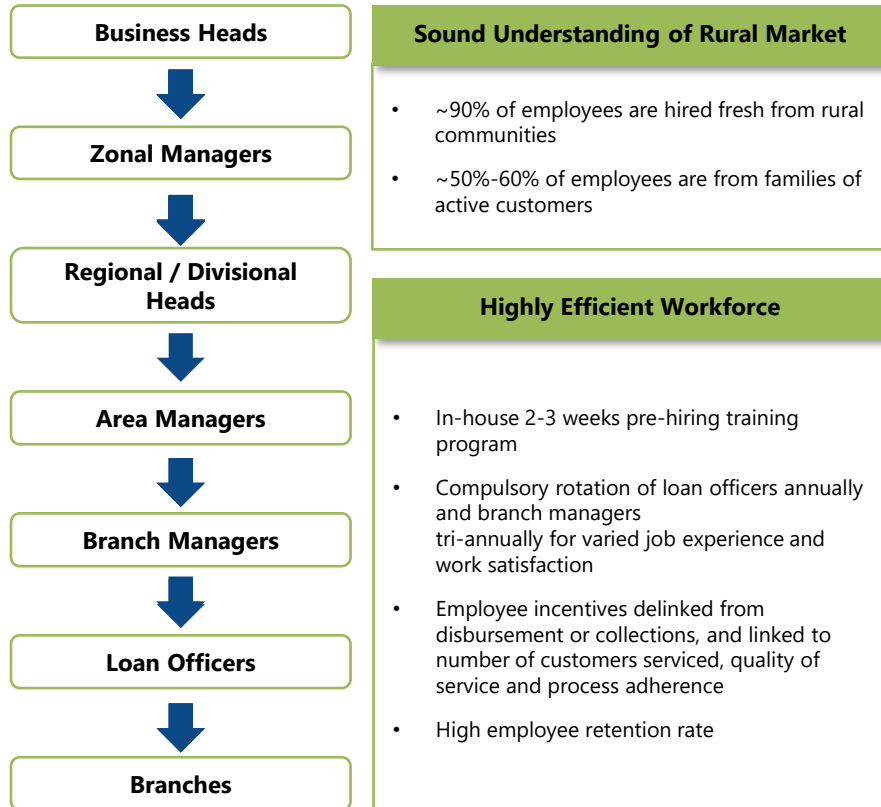 Business Heads
Zonal Managers
Regional / Divisional
Heads
Area Managers
Branch Managers
Loan Officers
Branches
Sound Understanding of Rural Market
• ~90% of employees are hired fresh from rural
communities
• ~50%-60% of employees are from families of
active customers
Highly Efficient Workforce
• In-house 2-3 weeks pre-hiring training
program
• Compulsory rotation of loan officers annually
and branch managers
tri-annually for varied job experience and
work satisfaction
• Employee incentives delinked from
disbursement or collections, and linked to
number of customers serviced, quality of
service and process adherence
• High employee retention rate